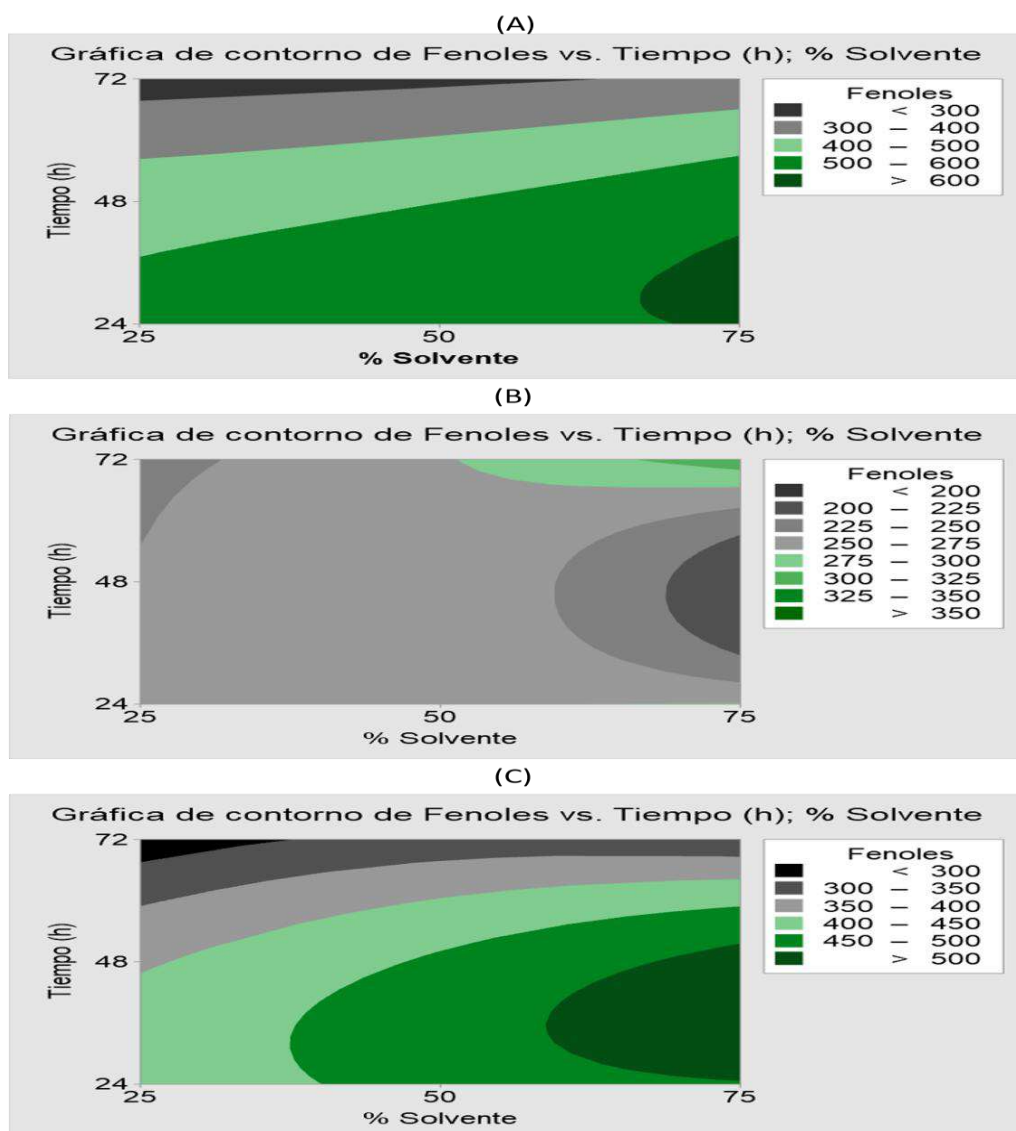 (A)
Gráfica de contorno de Fenoles vs. Tiempo (h); % Solvente
Fenoles
< 300
300 – 400
400 – 500
500 – 600
> 600
72
48
24
Tiempo (h)
25 50 75
% Solvente
(B)
Gráfica de contorno de Fenoles vs. Tiempo (h); % Solvente
Fenoles
< 200
200 – 225
225 – 250
250 – 275
275 – 300
300 – 325
325 – 350
> 350
72
48
24
Tiempo (h)
25 50 75
% Solvente
(C)
Gráfica de contorno de Fenoles vs. Tiempo (h); % Solvente
Fenoles
< 300
300 – 350
350 – 400
400 – 450
450 – 500
> 500
72
48
24
Tiempo (h)
25 50 75
% Solvente